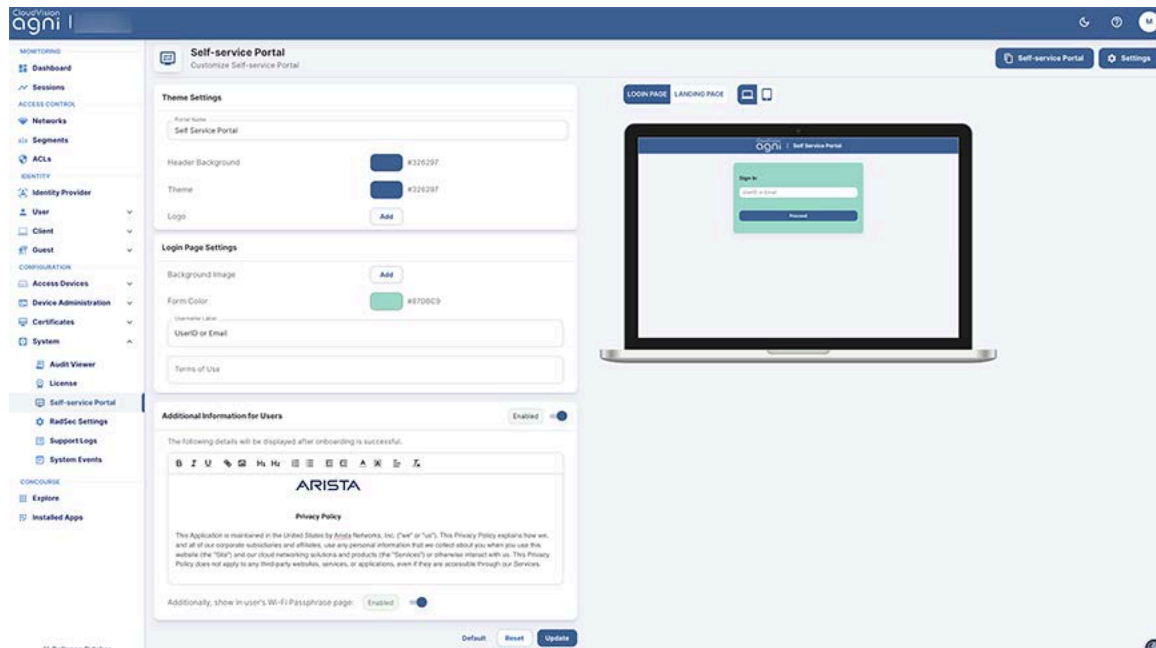 CloudVision
agni |
MONITORING
Dashboard
Sessions
ACCESS CONTROL
Networks
Segments
ACLs
IDENTITY
Identity Provider
User
Client
Guest
CONFIGURATION
Access Devices
Device Administration
Certificates
System
Audit Viewer
License
Self-service Portal
RadSec Settings
Support Logs
System Events
CONCOURSE
Explore
Installed Apps
M
Self-service Portal
Customize Self-service Portal
Self-service Portal
Settings
Theme Settings
Portal Name
Self Service Portal
Header Background
#326297
Theme
#326297
Logo
Add
Login Page Settings
Background Image
Add
Form Color
#87DBC9
Username Label
UserID or Email
Terms of Use
Additional Information for Users
Enabled
The following details will be displayed after onboarding is successful.
B I U H1 H2
ARISTA
Privacy Policy
This Application is maintained in the United States by Arista Networks, Inc. ("we" or "us"). This Privacy Policy explains how we,
and all of our corporate subsidiaries and affiliates, use any personal information that we collect about you when you use this
website (the "Site") and our cloud networking solutions and products (the "Services") or otherwise interact with us. This Privacy
Policy does not apply to any third-party websites, services, or applications, even if they are accessible through our Services.
Additionally, show in user's Wi-Fi Passphrase page:
Enabled
Default
Reset
Update
LOGIN PAGE
LANDING PAGE
agni | Self Service Portal
Sign In
UserID or Email
Proceed